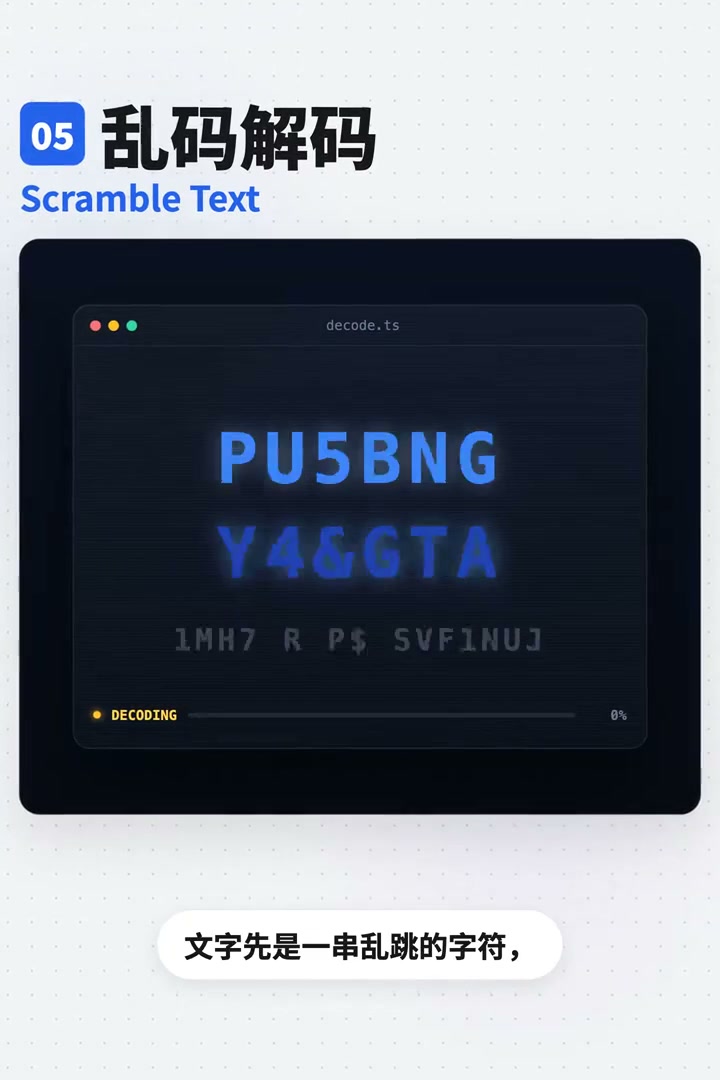 05 乱码解码
Scramble Text
decode.ts
PU5BNG
Y4&GTA
1MH7 R P$ SVF1NUJ
DECODING 0%
文字先是一串乱跳的字符，